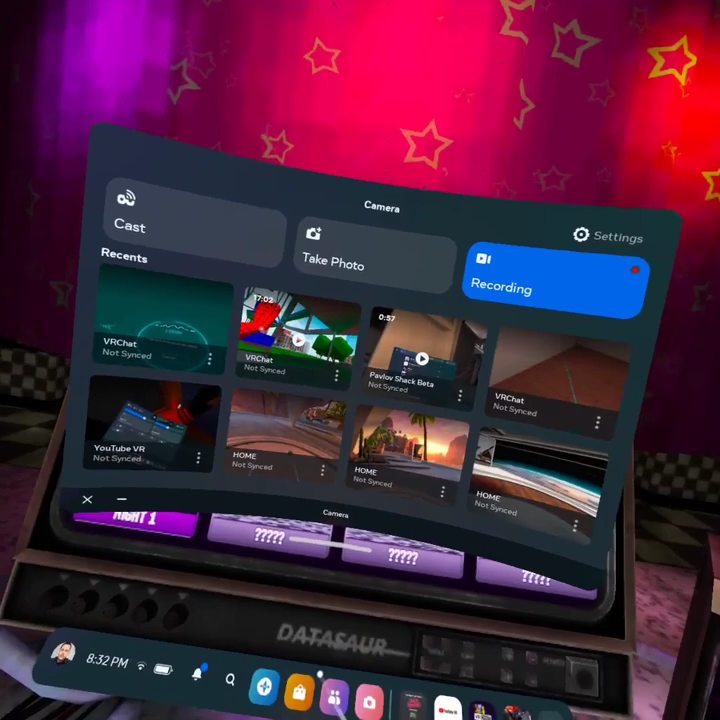 Camera
Settings
Cast
Take Photo
Recording
Recents
VRChat
Not Synced
17:02
VRChat
Not Synced
0:57
Pavlov Shack Beta
Not Synced
VRChat
Not Synced
YouTube VR
Not Synced
HOME
Not Synced
HOME
Not Synced
HOME
Not Synced
Camera
NIGHT 1
?????
?????
?????
DATASAUR
8:32 PM